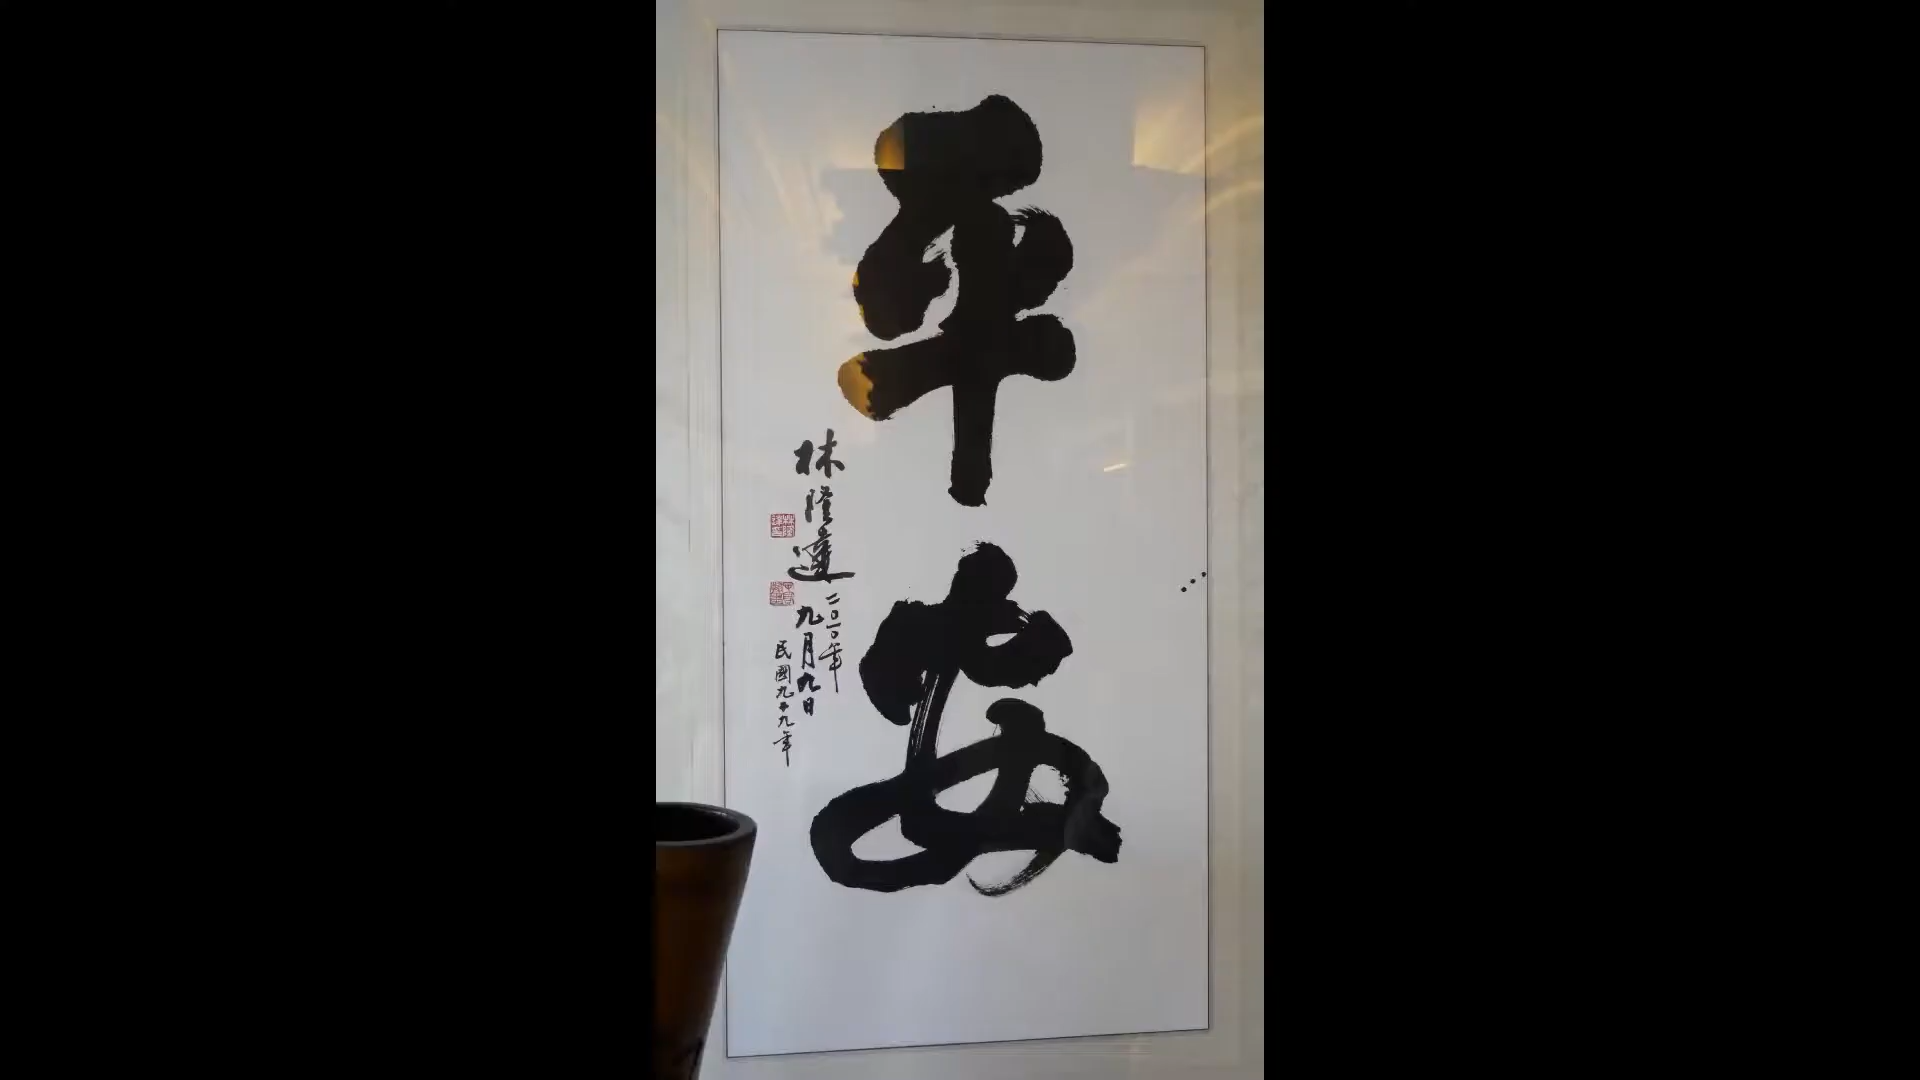 平安
二〇一〇年
林隆達 九月九日
民國九十九年